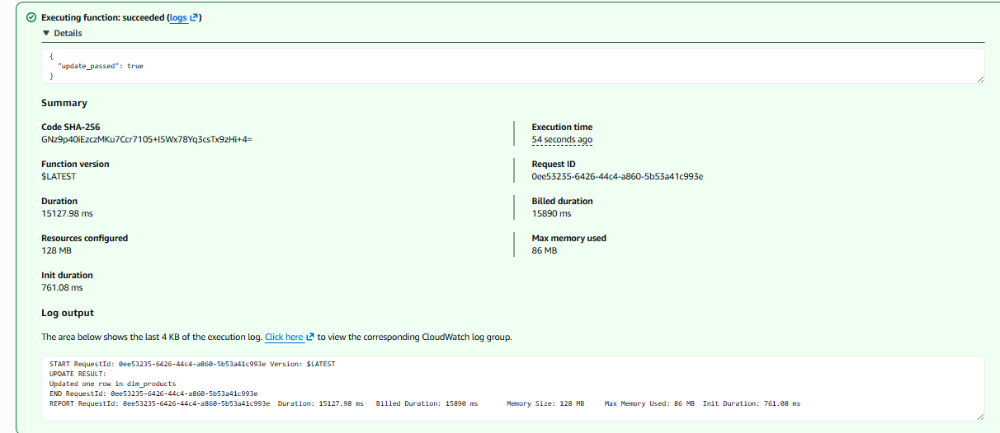 Executing function: succeeded (logs)
Details
{
"update_passed": true
}
Summary
Code SHA-256
GNz9p40iEzczMKu7Ccr7105+I5Wx78Yq3csTx9zHi+4=
Execution time
54 seconds ago
Function version
$LATEST
Request ID
0ee53235-6426-44c4-a860-5b53a41c993e
Duration
15127.98 ms
Billed duration
15890 ms
Resources configured
128 MB
Max memory used
86 MB
Init duration
761.08 ms
Log output
The area below shows the last 4 KB of the execution log. Click here to view the corresponding CloudWatch log group.
START RequestId: 0ee53235-6426-44c4-a860-5b53a41c993e Version: $LATEST
UPDATE RESULT:
Updated one row in dim_products
END RequestId: 0ee53235-6426-44c4-a860-5b53a41c993e
REPORT RequestId: 0ee53235-6426-44c4-a860-5b53a41c993e Duration: 15127.98 ms Billed Duration: 15890 ms Memory Size: 128 MB Max Memory Used: 86 MB Init Duration: 761.08 ms